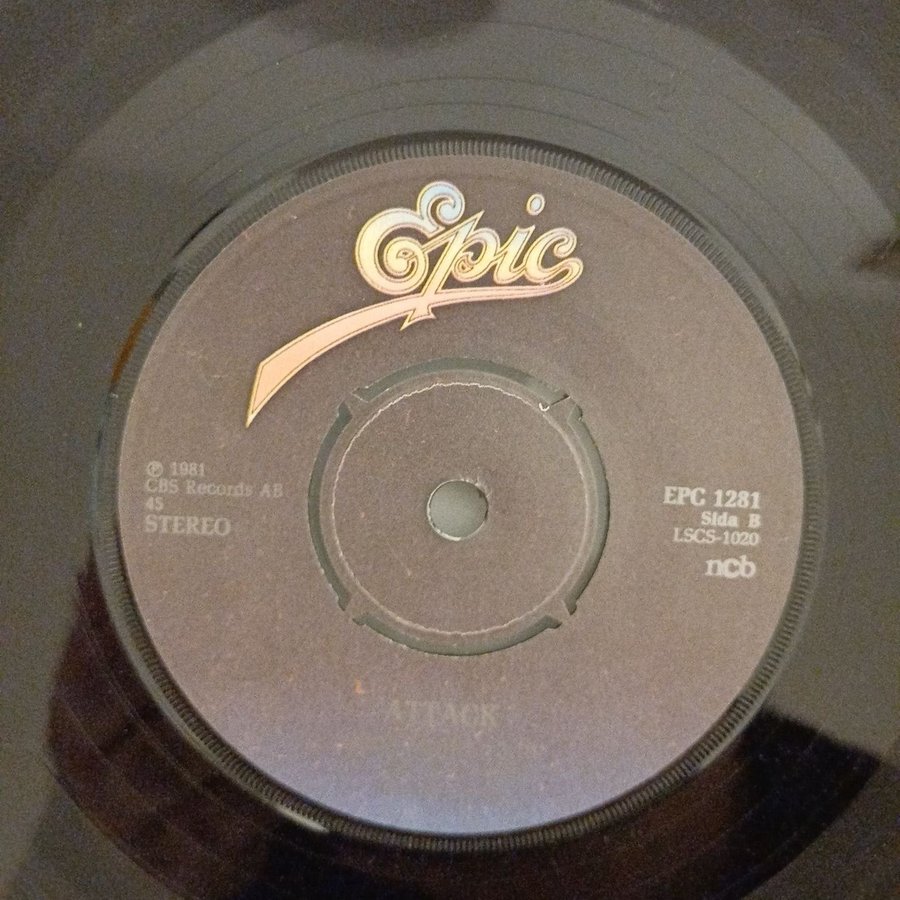 Epic
℗ 1981
CBS Records AB
45
STEREO
EPC 1281
Sida B
LSCS-1020
ncb
ATTACK